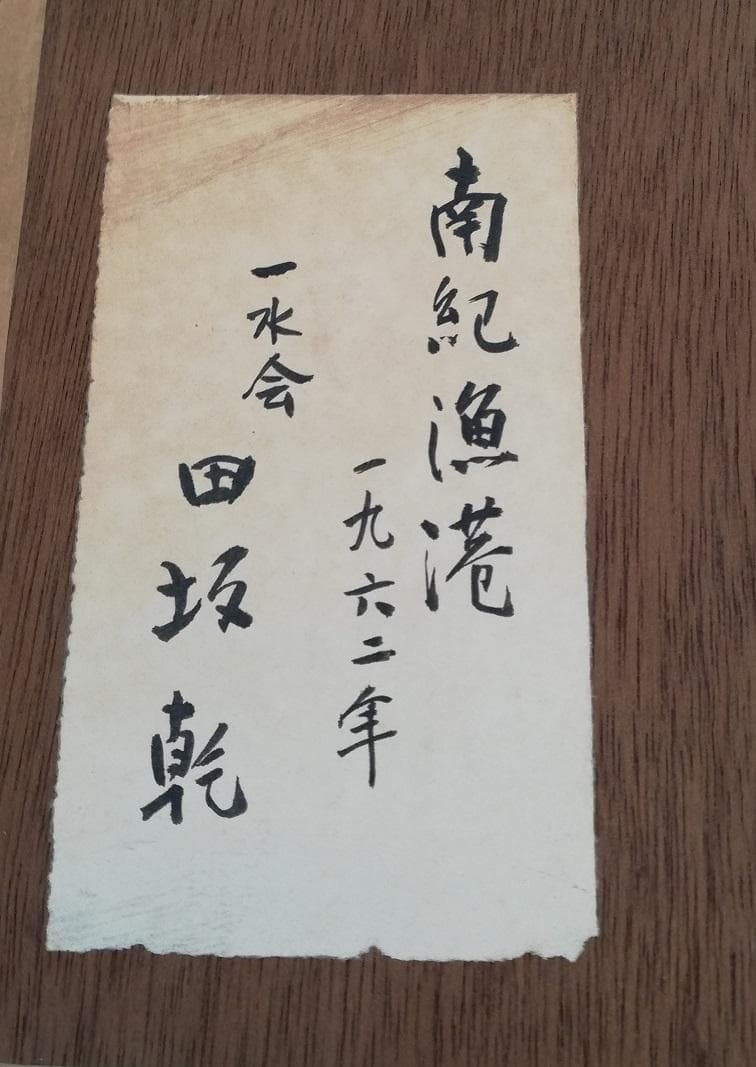 南紀漁港
一九六二年
一水会
田坂乾